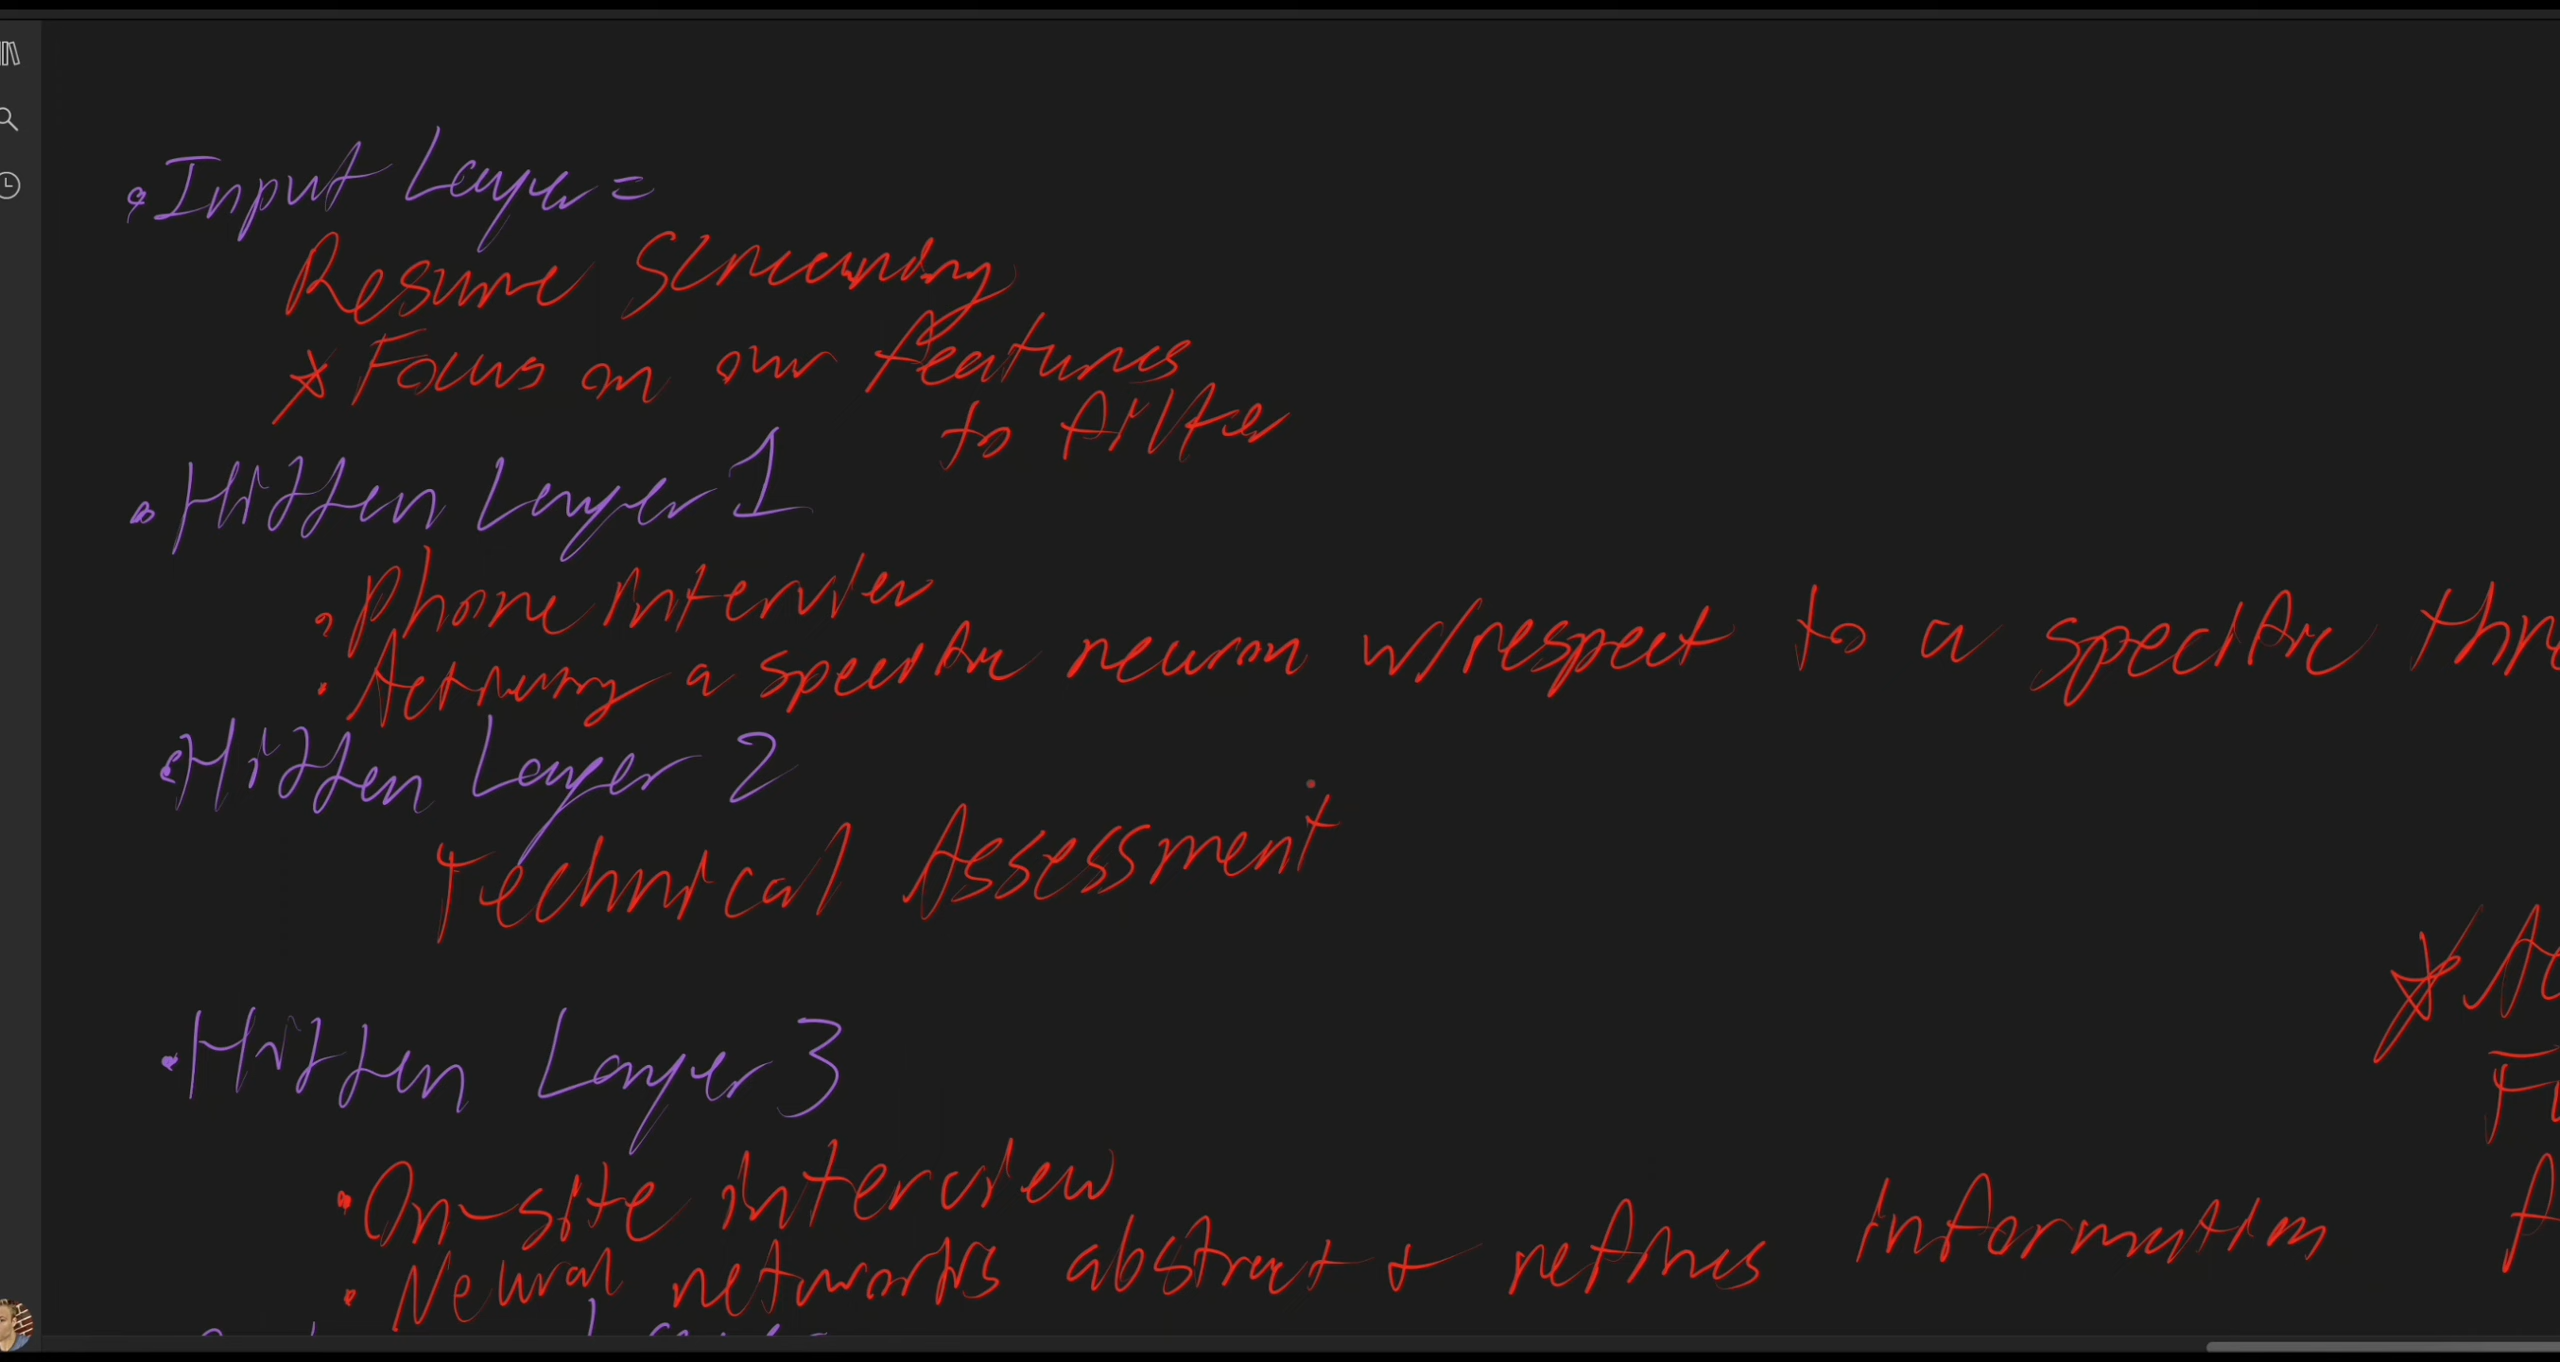 Input Layer =
Resume Screening
* Focus on our features
to filter
Hidden Layer 1
Phone interview
Activating a specific neuron w/respect to a specific thre
Hidden Layer 2
Technical Assessment
Hidden Layer 3
On-site interview
Neural networks abstract + refines information